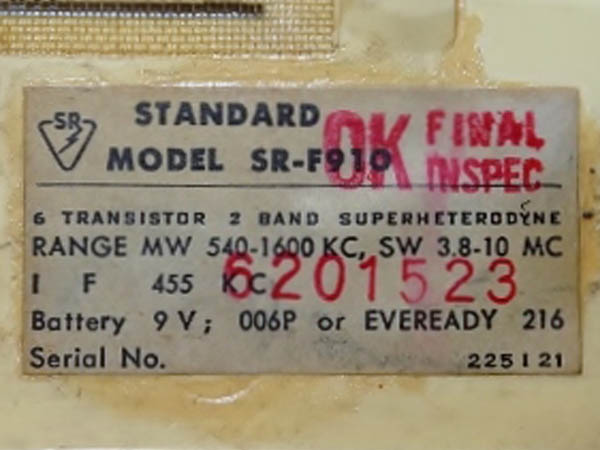 SR
STANDARD
MODEL SR-F910
OK FINAL
INSPEC
6 TRANSISTOR 2 BAND SUPERHETERODYNE
RANGE MW 540-1600 KC, SW 3.8-10 MC
I F 455 KC
6201523
Battery 9 V; 006P or EVEREADY 216
Serial No. 225121